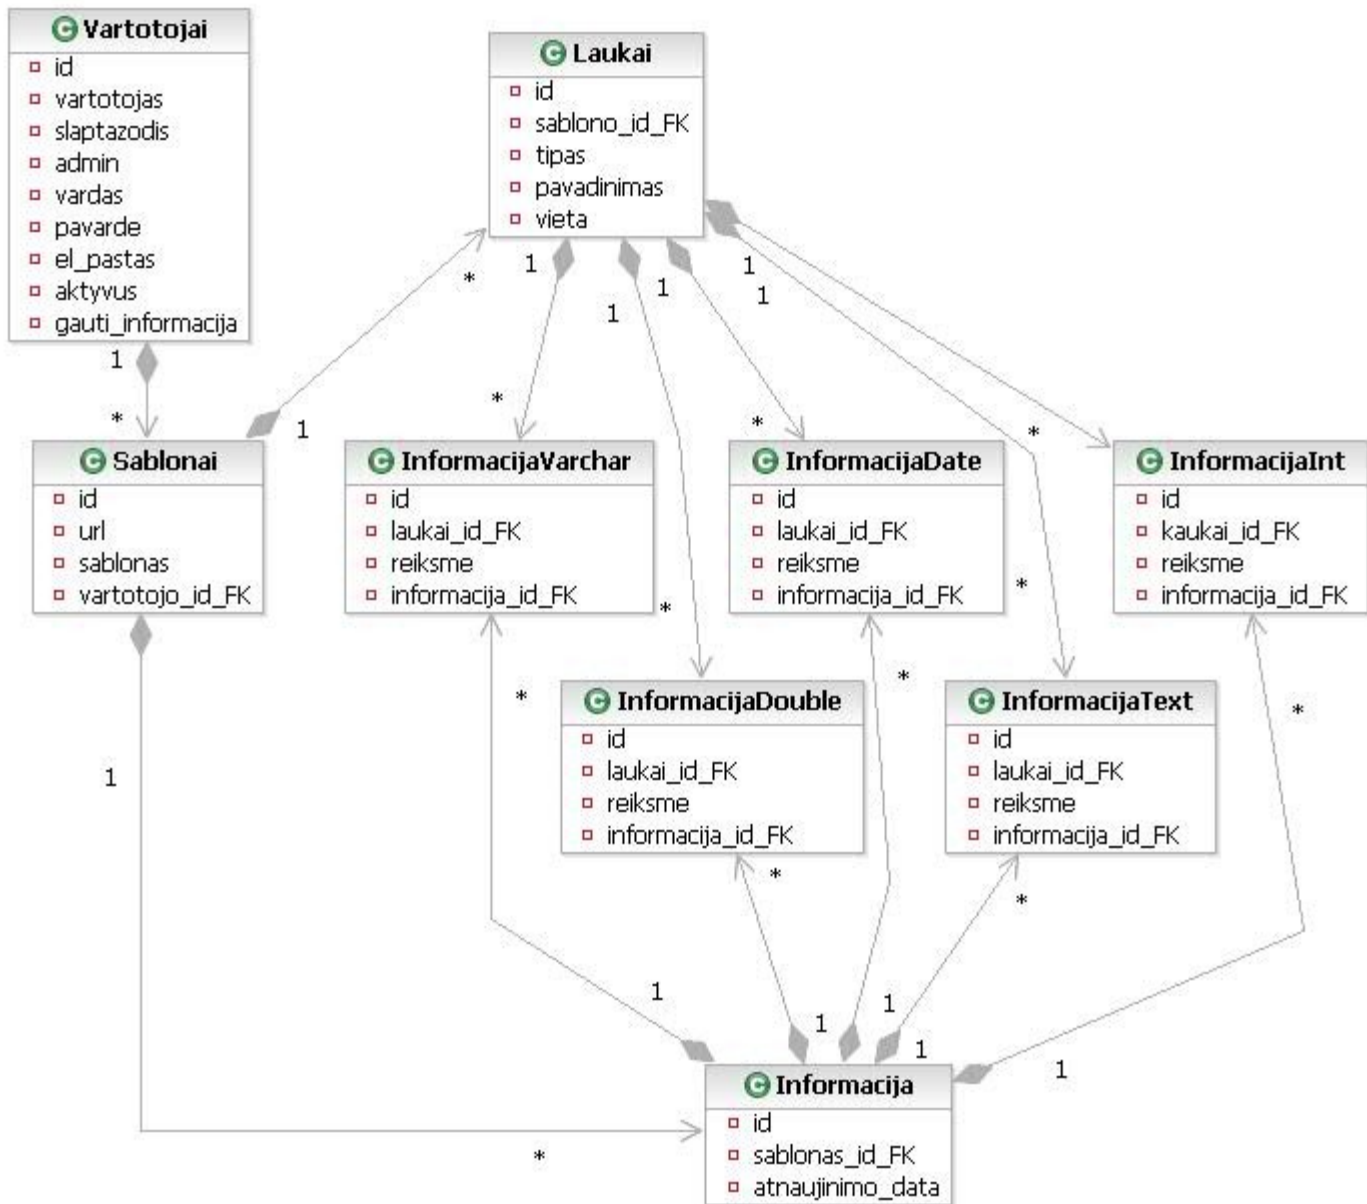 Vartotojai
id
vartotojas
slaptazodis
admin
vardas
pavarde
el_pastas
aktyvus
gauti_informacija
Laukai
id
sablono_id_FK
tipas
pavadinimas
vieta
1
*
1
*
1
*
1
*
1
*
1
*
1
*
1
*
Sablonai
id
url
sablonas
vartotojo_id_FK
InformacijaVarchar
id
laukai_id_FK
reiksme
informacija_id_FK
InformacijaDate
id
laukai_id_FK
reiksme
informacija_id_FK
InformacijaInt
id
kaukai_id_FK
reiksme
informacija_id_FK
InformacijaDouble
id
laukai_id_FK
reiksme
informacija_id_FK
InformacijaText
id
laukai_id_FK
reiksme
informacija_id_FK
*
*
*
*
*
1
1
1
1
1
1
*
Informacija
id
sablonas_id_FK
atnaujinimo_data